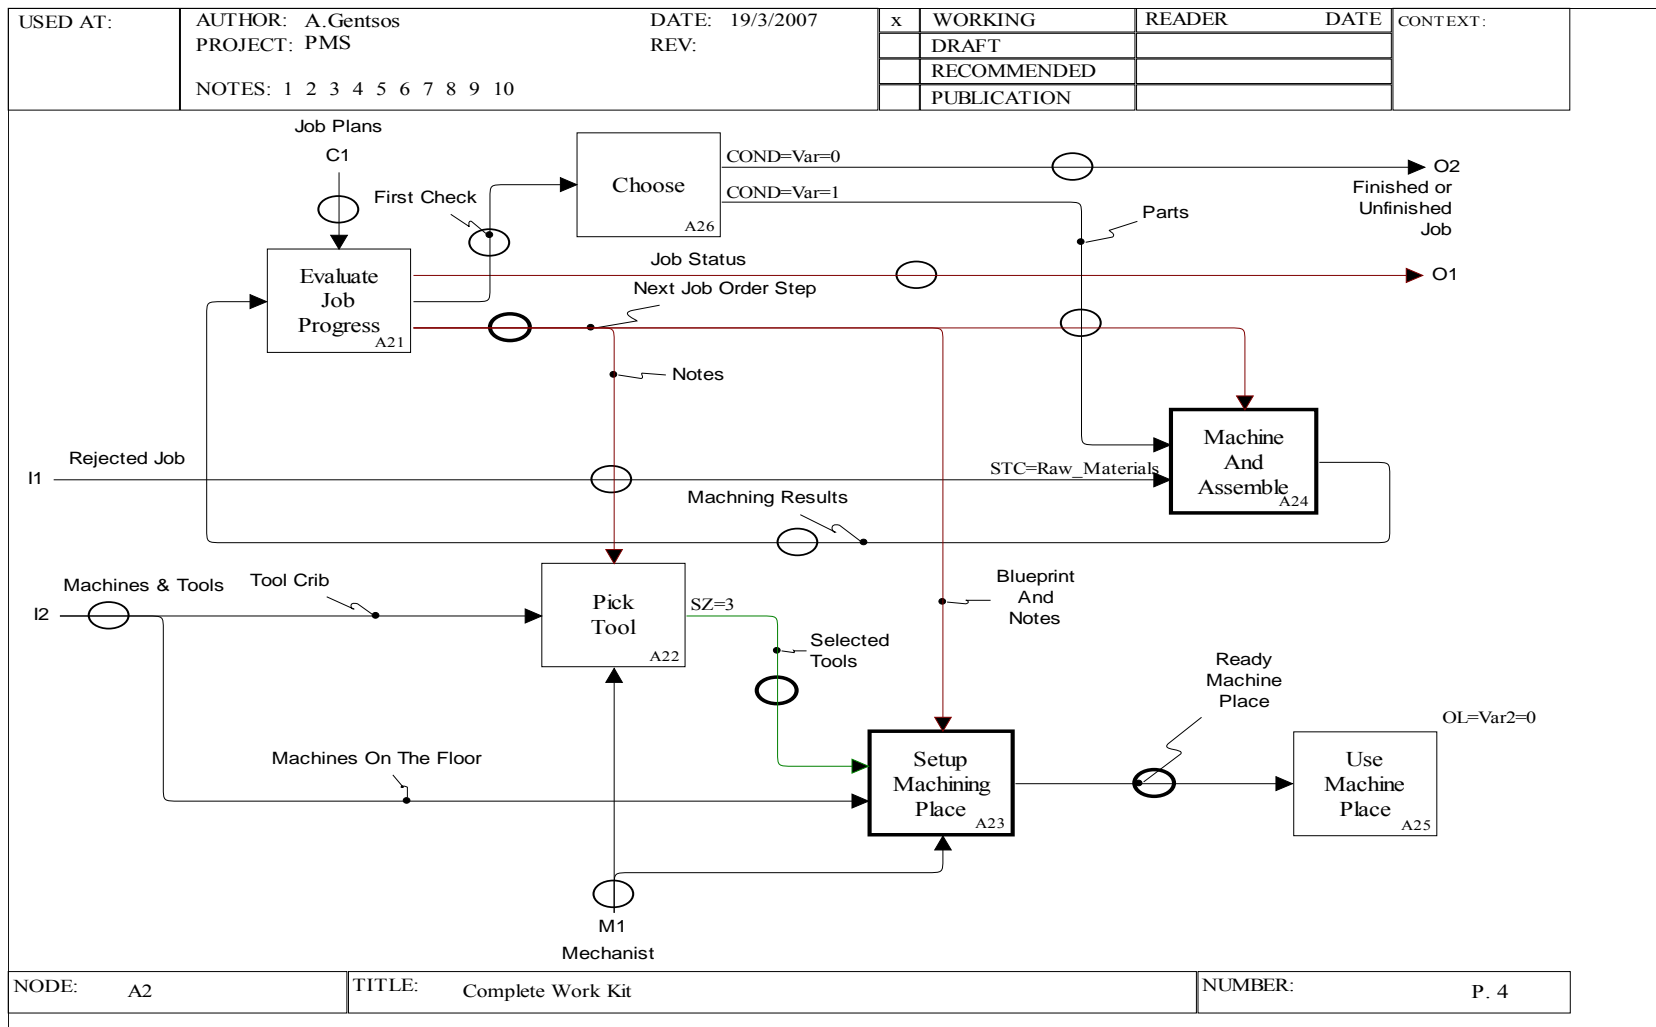 USED AT:
AUTHOR: A.Gentsos
DATE: 19/3/2007
PROJECT: PMS
REV:
NOTES: 1 2 3 4 5 6 7 8 9 10
x
WORKING
DRAFT
RECOMMENDED
PUBLICATION
READER DATE
CONTEXT:
Job Plans
C1
First Check
Choose
A26
COND=Var=0
COND=Var=1
O2
Finished or
Unfinished
Job
Parts
Evaluate
Job
Progress
A21
Job Status
O1
Next Job Order Step
Notes
Machine
And
Assemble
A24
Rejected Job
I1
STC=Raw_Materials
Machning Results
Machines & Tools
Tool Crib
I2
Pick
Tool
A22
SZ=3
Selected
Tools
Blueprint
And
Notes
Ready
Machine
Place
OL=Var2=0
Machines On The Floor
Setup
Machining
Place
A23
Use
Machine
Place
A25
M1
Mechanist
NODE: A2
TITLE: Complete Work Kit
NUMBER: P. 4